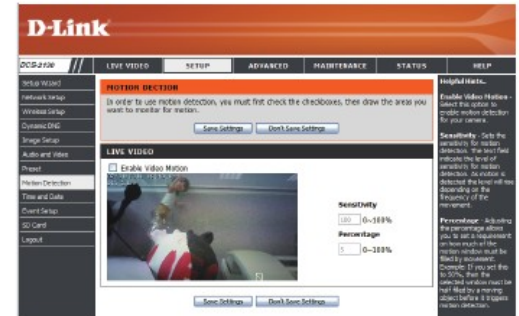 D-Link
DCS-2130 // LIVE VIDEO SETUP ADVANCED MAINTENANCE STATUS HELP
Setup Wizard
Network Setup
Wireless Setup
Dynamic DNS
Image Setup
Audio and Video
Preset
Motion Detection
Time and Date
Event Setup
SD Card
Logout
MOTION DECTION
In order to use motion detection, you must first check the checkboxes, then draw the areas you
want to monitor for motion.
Save Settings Don't Save Settings
LIVE VIDEO
Enable Video Motion
Sensitivity
100 0~100%
Percentage
5 0~100%
Save Settings Don't Save Settings
Helpful Hints..
Enable Video Motion -
Select this option to
enable motion detection
for your camera.
Sensitivity - Sets the
sensitivity for motion
detection. The text field
indicate the level of
sensitivity for motion
detection. As motion is
detected the level will rise
depending on the
frequency of the
movement.
Percentage - Adjusting
the percentage allows
you to set a requirement
on how much of the
motion window must be
filled by movement.
Example: If you set this
to 50%, then the
selected window must be
half filled by a moving
object before it triggers
motion detection.